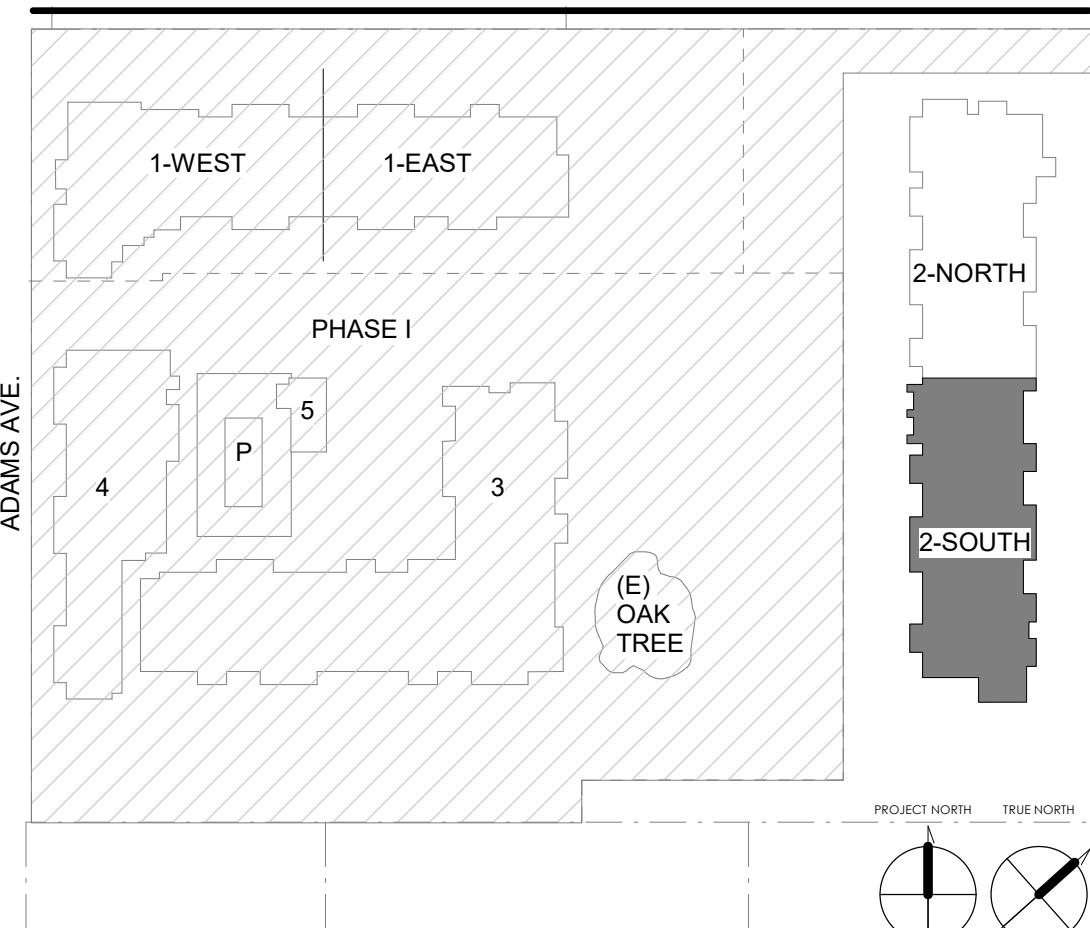 1-WEST
1-EAST
2-NORTH
PHASE I
ADAMS AVE.
5
P
4
3
2-SOUTH
(E)
OAK
TREE
PROJECT NORTH
TRUE NORTH